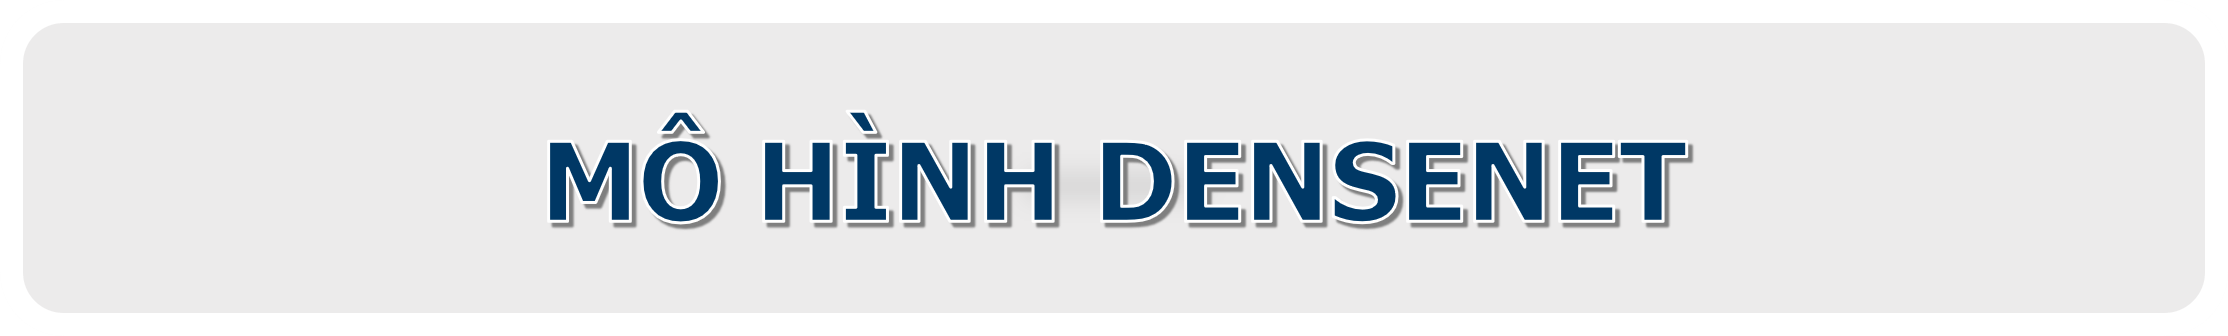 MÔ HÌNH DENSENET